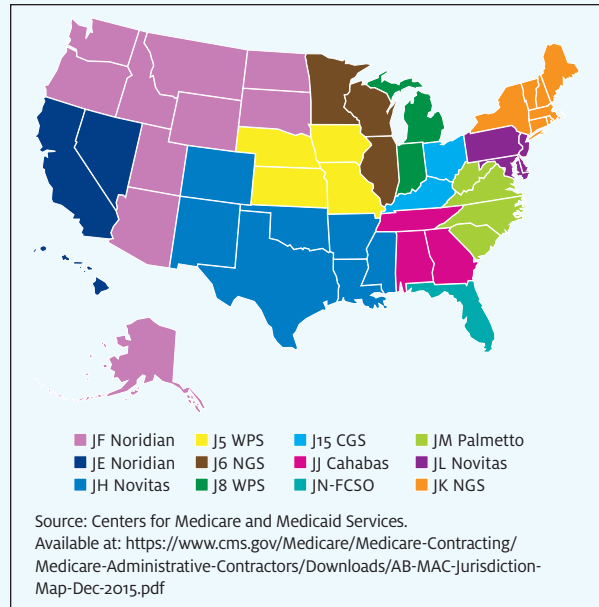 JF Noridian J5 WPS J15 CGS JM Palmetto
JE Noridian J6 NGS JJ Cahabas JL Novitas
JH Novitas J8 WPS JN-FCSO JK NGS
Source: Centers for Medicare and Medicaid Services.
Available at: https://www.cms.gov/Medicare/Medicare-Contracting/
Medicare-Administrative-Contractors/Downloads/AB-MAC-Jurisdiction-
Map-Dec-2015.pdf